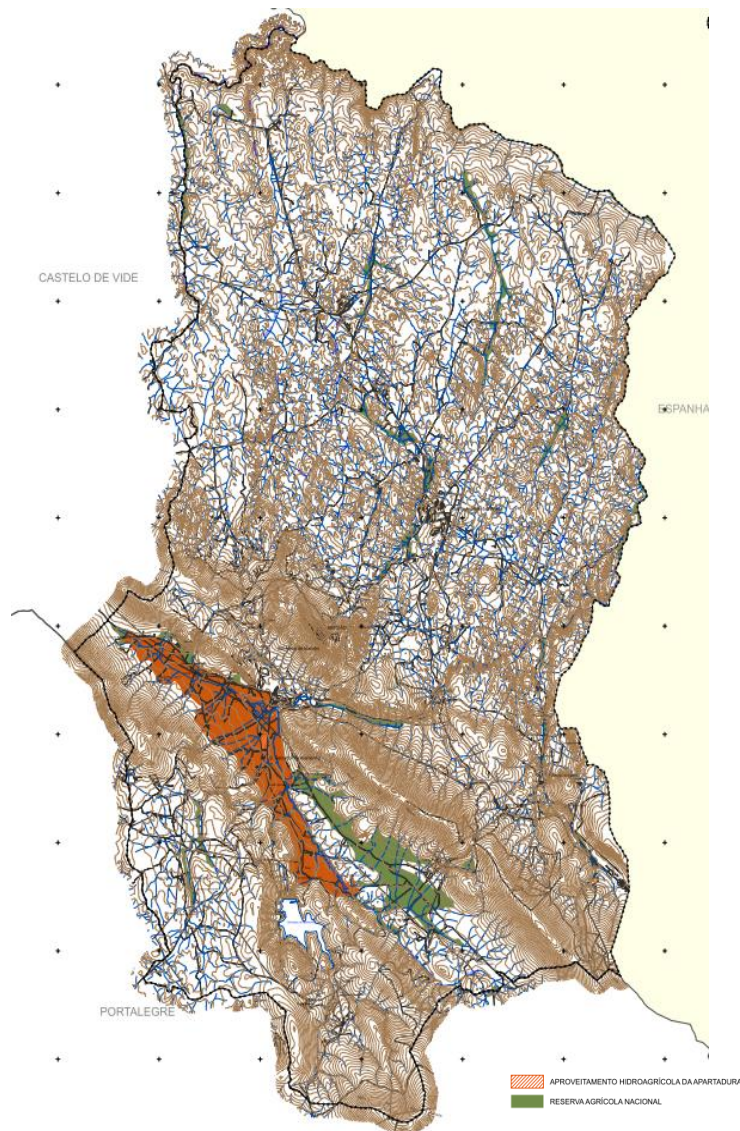 CASTELO DE VIDE
ESPANHA
PORTALEGRE
APROVEITAMENTO HIDROAGRÍCOLA DA APARTADURA
RESERVA AGRÍCOLA NACIONAL